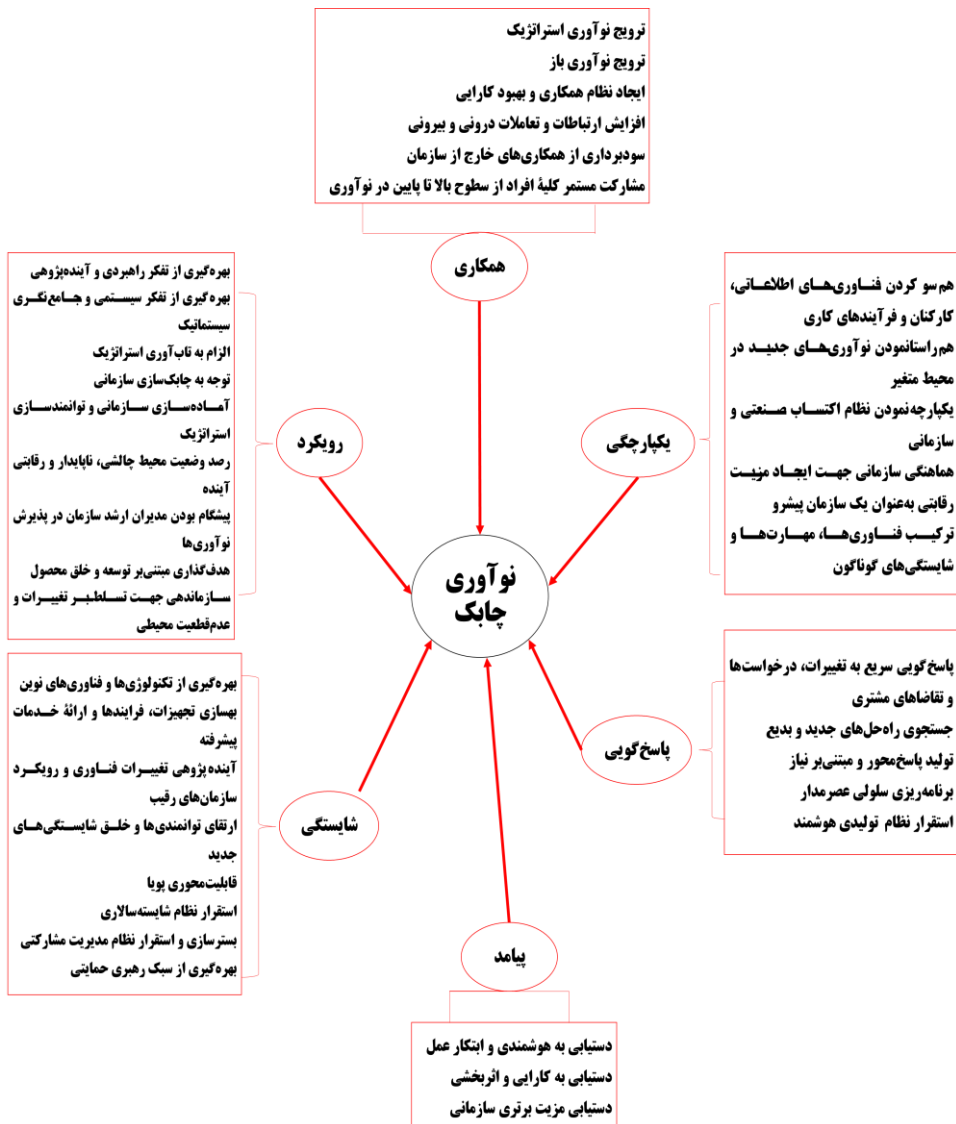 ترویج نوآوری استراتژیک
ترویج نوآوری باز
ایجاد نظام همکاری و بهبود کارایی
افزایش ارتباطات و تعاملات درونی و بیرونی
سودبرداری از همکاری‌های خارج از سازمان
مشارکت مستمر کلیهٔ افراد از سطوح بالا تا پایین در نوآوری
همکاری
هم‌سو کردن فناوری‌های اطلاعاتی،
کارکنان و فرآیندهای کاری
هم‌راستانمودن نوآوری‌های جدید در
محیط متغیر
یکپارچه‌نمودن نظام اکتساب صنعتی و
سازمانی
هماهنگی سازمانی جهت ایجاد مزیت
رقابتی به‌عنوان یک سازمان پیشرو
ترکیب فناوری‌ها، مهارت‌ها و
شایستگی‌های گوناگون
یکپارچگی
رویکرد
بهره‌گیری از تفکر راهبردی و آینده‌پژوهی
بهره‌گیری از تفکر سیستمی و جامع‌نگری
سیستماتیک
الزام به تاب‌آوری استراتژیک
توجه به چابک‌سازی سازمانی
آماده‌سازی سازمانی و توانمندسازی
استراتژیک
رصد وضعیت محیط چالشی، ناپایدار و رقابتی
آینده
پیشگام بودن مدیران ارشد سازمان در پذیرش
نوآوری‌ها
هدف‌گذاری مبتنی‌بر توسعه و خلق محصول
سازماندهی جهت تسلط‌بر تغییرات و
عدم‌قطعیت محیطی
نوآوری
چابک
پاسخ‌گویی سریع به تغییرات، درخواست‌ها
و تقاضاهای مشتری
جستجوی راه‌حل‌های جدید و بدیع
تولید پاسخ‌محور و مبتنی‌بر نیاز
برنامه‌ریزی سلولی عصرمدار
استقرار نظام تولیدی هوشمند
پاسخ‌گویی
شایستگی
بهره‌گیری از تکنولوژی‌ها و فناوری‌های نوین
بهسازی تجهیزات، فرایندها و ارائهٔ خدمات
پیشرفته
آینده‌پژوهی تغییرات فناوری و رویکرد
سازمان‌های رقیب
ارتقای توانمندی‌ها و خلق شایستگی‌های
جدید
قابلیت‌محوری پویا
استقرار نظام شایسته‌سالاری
بسترسازی و استقرار نظام مدیریت مشارکتی
بهره‌گیری از سبک رهبری حمایتی
پیامد
دستیابی به هوشمندی و ابتکار عمل
دستیابی به کارایی و اثربخشی
دستیابی مزیت برتری سازمانی